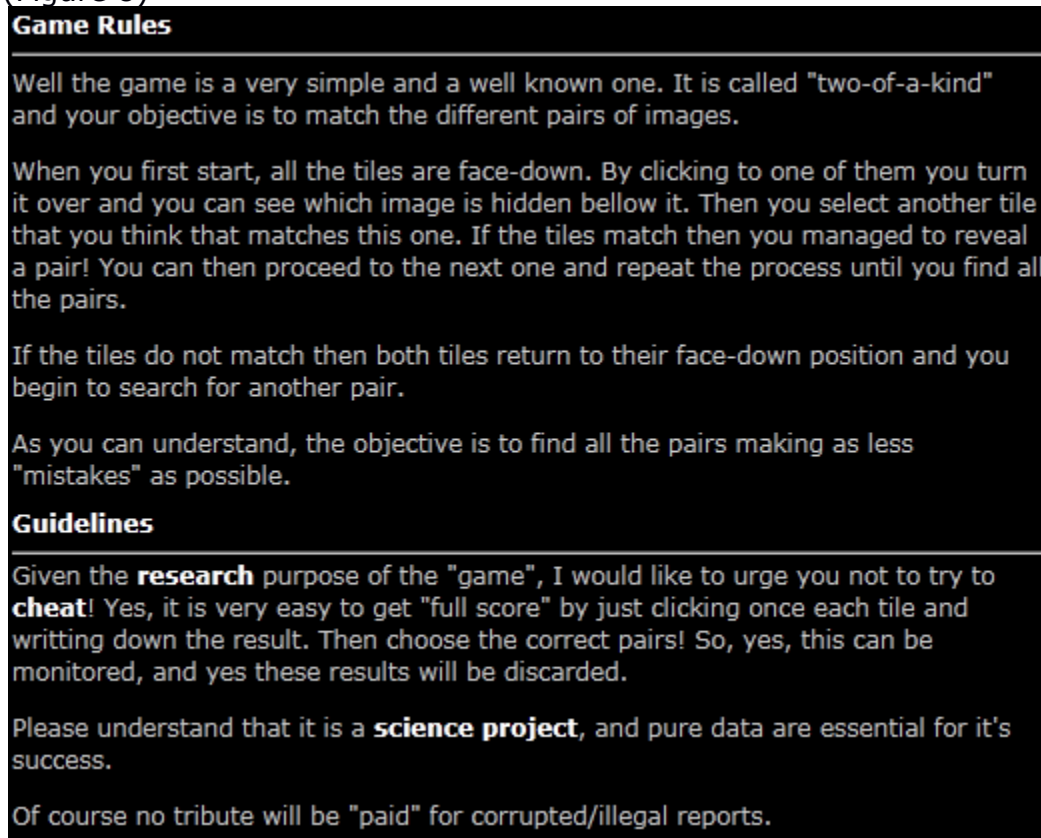 (Figure 3)
Game Rules
Well the game is a very simple and a well known one. It is called "two-of-a-kind"
and your objective is to match the different pairs of images.
When you first start, all the tiles are face-down. By clicking to one of them you turn
it over and you can see which image is hidden bellow it. Then you select another tile
that you think that matches this one. If the tiles match then you managed to reveal
a pair! You can then proceed to the next one and repeat the process until you find all
the pairs.
If the tiles do not match then both tiles return to their face-down position and you
begin to search for another pair.
As you can understand, the objective is to find all the pairs making as less
"mistakes" as possible.
Guidelines
Given the research purpose of the "game", I would like to urge you not to try to
cheat! Yes, it is very easy to get "full score" by just clicking once each tile and
writting down the result. Then choose the correct pairs! So, yes, this can be
monitored, and yes these results will be discarded.
Please understand that it is a science project, and pure data are essential for it's
success.
Of course no tribute will be "paid" for corrupted/illegal reports.